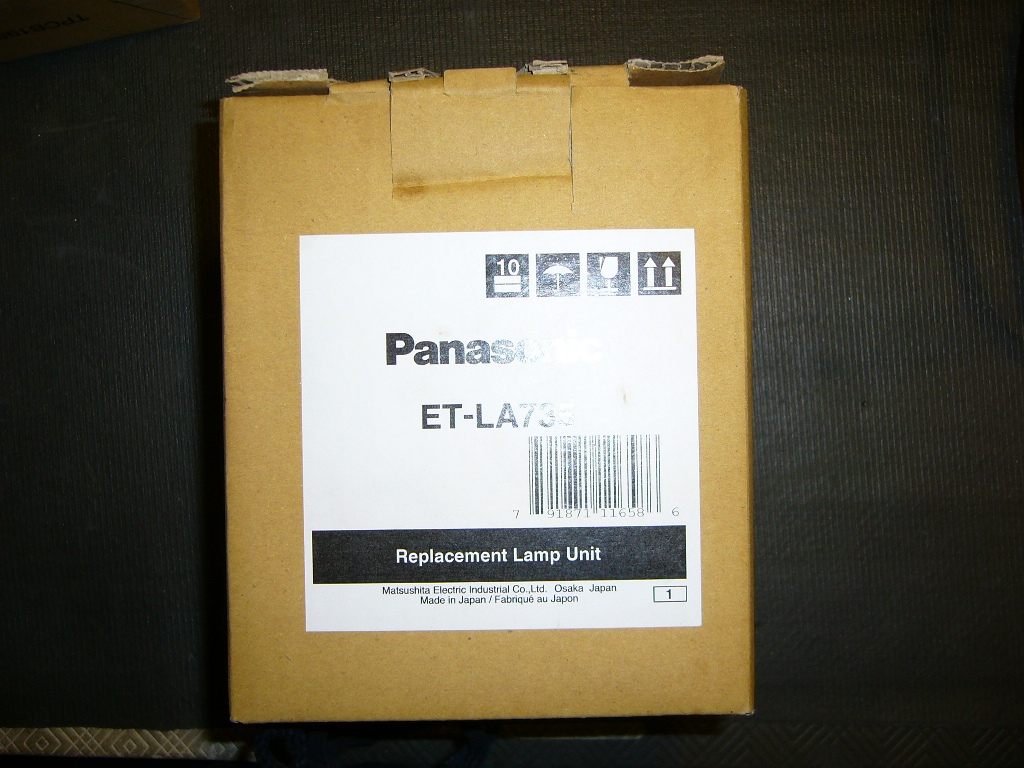 TPCB10
10
Panasonic
ET-LA735
7 91871 11658 6
Replacement Lamp Unit
Matsushita Electric Industrial Co.,Ltd. Osaka Japan
Made in Japan / Fabriqué au Japon
1